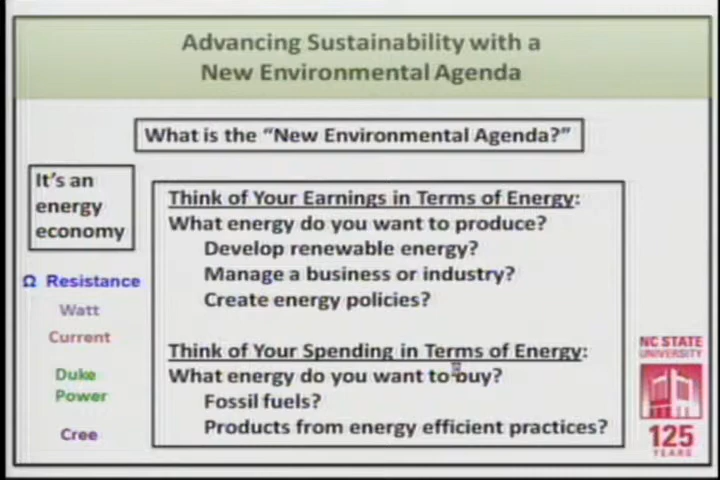 Advancing Sustainability with a
New Environmental Agenda
What is the “New Environmental Agenda?”
It’s an
energy
economy
Ω Resistance
Watt
Current
Duke
Power
Cree
Think of Your Earnings in Terms of Energy:
What energy do you want to produce?
Develop renewable energy?
Manage a business or industry?
Create energy policies?
Think of Your Spending in Terms of Energy:
What energy do you want to buy?
Fossil fuels?
Products from energy efficient practices?
NC STATE
UNIVERSITY
125
YEARS